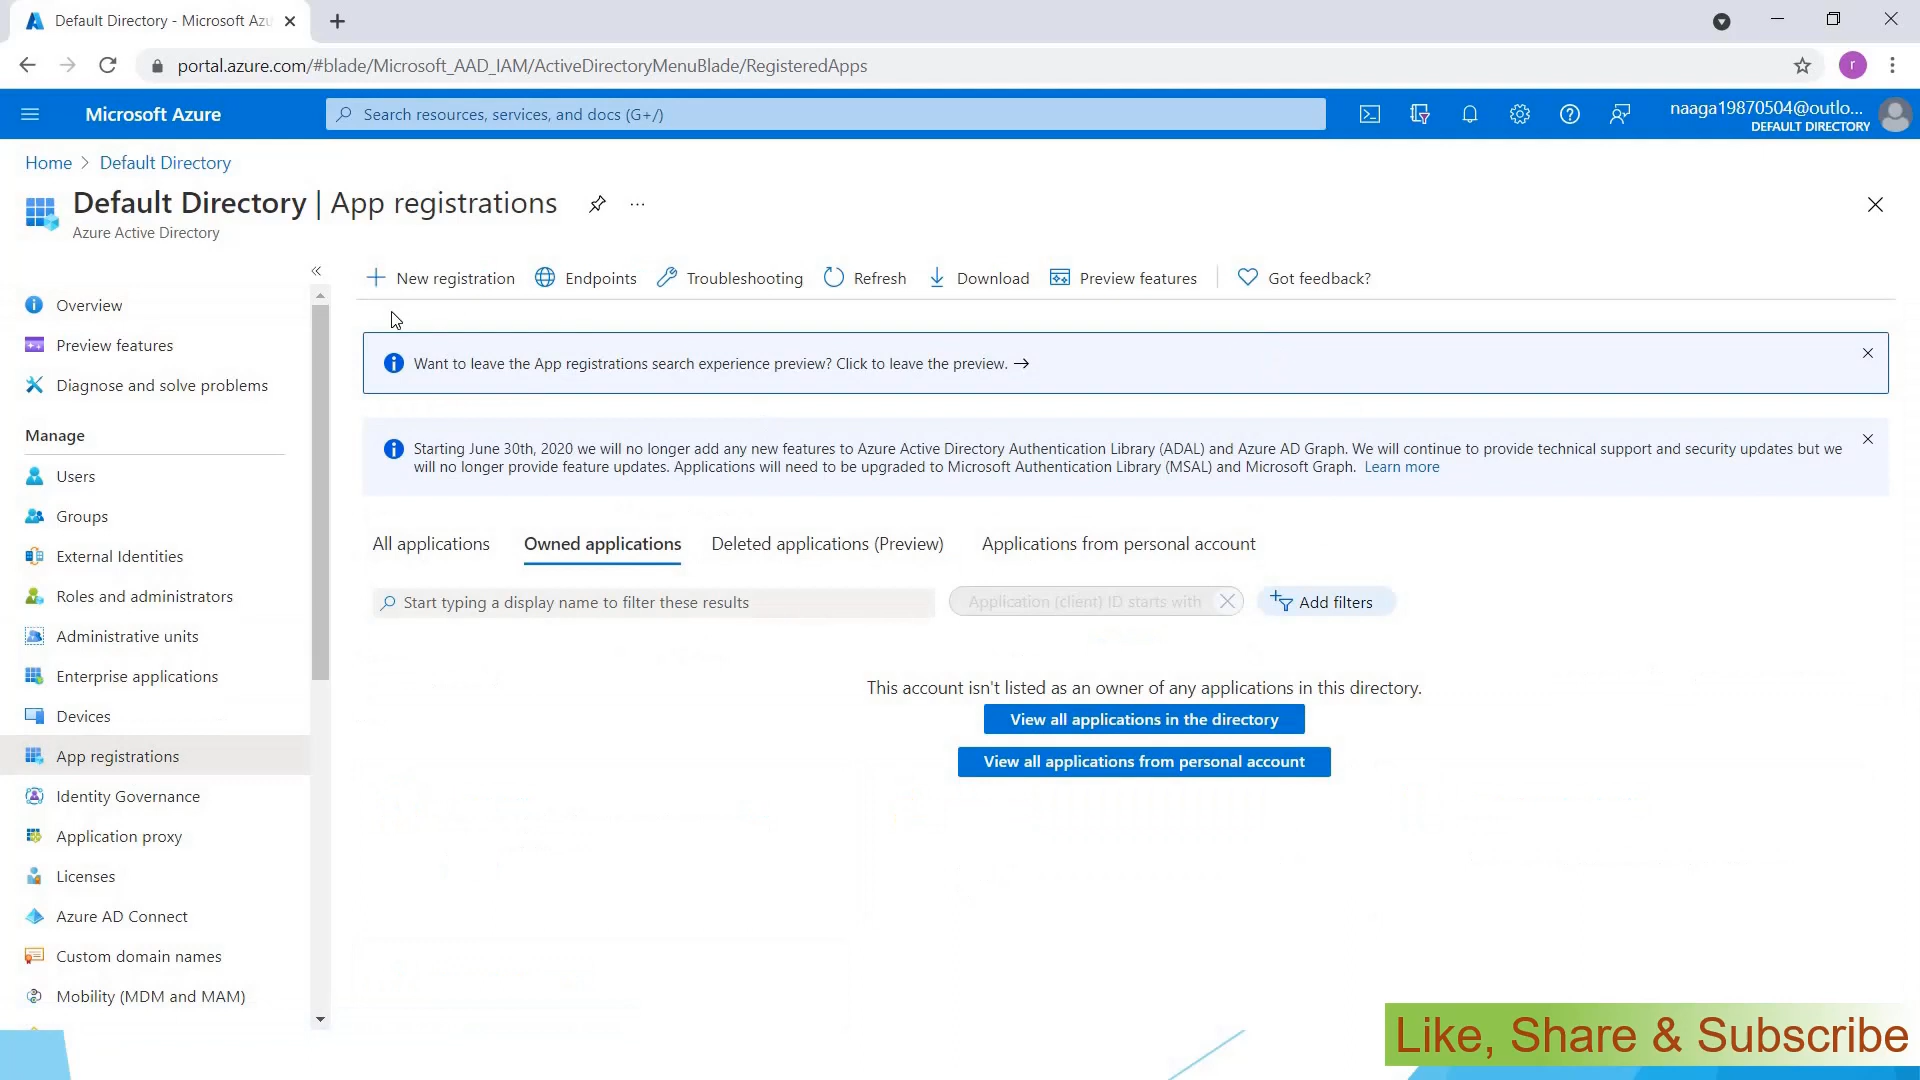 Default Directory - Microsoft Azu
portal.azure.com/#blade/Microsoft_AAD_IAM/ActiveDirectoryMenuBlade/RegisteredApps
r
Microsoft Azure
Search resources, services, and docs (G+/)
naaga19870504@outlo...
DEFAULT DIRECTORY
Home > Default Directory
Default Directory | App registrations
Azure Active Directory
New registration
Endpoints
Troubleshooting
Refresh
Download
Preview features
Got feedback?
Overview
Preview features
Diagnose and solve problems
Manage
Users
Groups
External Identities
Roles and administrators
Administrative units
Enterprise applications
Devices
App registrations
Identity Governance
Application proxy
Licenses
Azure AD Connect
Custom domain names
Mobility (MDM and MAM)
Want to leave the App registrations search experience preview? Click to leave the preview. →
Starting June 30th, 2020 we will no longer add any new features to Azure Active Directory Authentication Library (ADAL) and Azure AD Graph. We will continue to provide technical support and security updates but we
will no longer provide feature updates. Applications will need to be upgraded to Microsoft Authentication Library (MSAL) and Microsoft Graph. Learn more
All applications
Owned applications
Deleted applications (Preview)
Applications from personal account
Start typing a display name to filter these results
Application (client) ID starts with
Add filters
This account isn't listed as an owner of any applications in this directory.
View all applications in the directory
View all applications from personal account
Like, Share & Subscribe